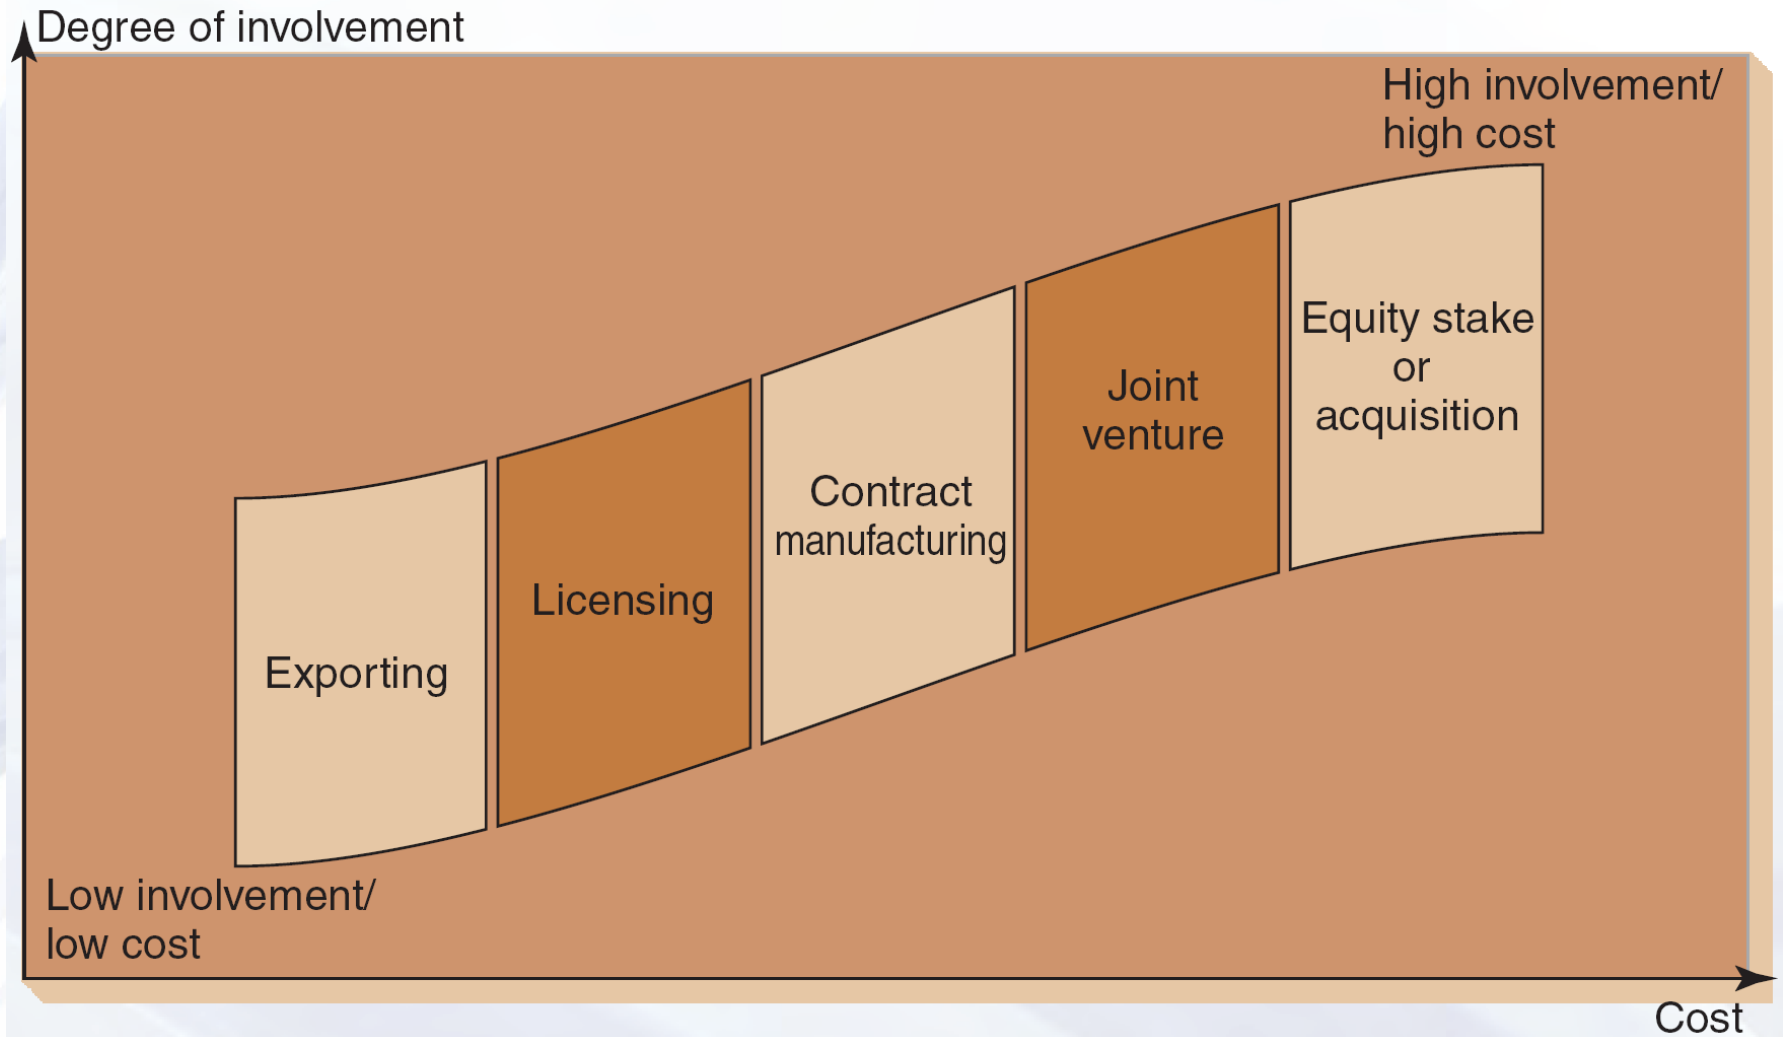 Degree of involvement
High involvement/
high cost
Equity stake
or
acquisition
Joint
venture
Contract
manufacturing
Licensing
Exporting
Low involvement/
low cost
Cost